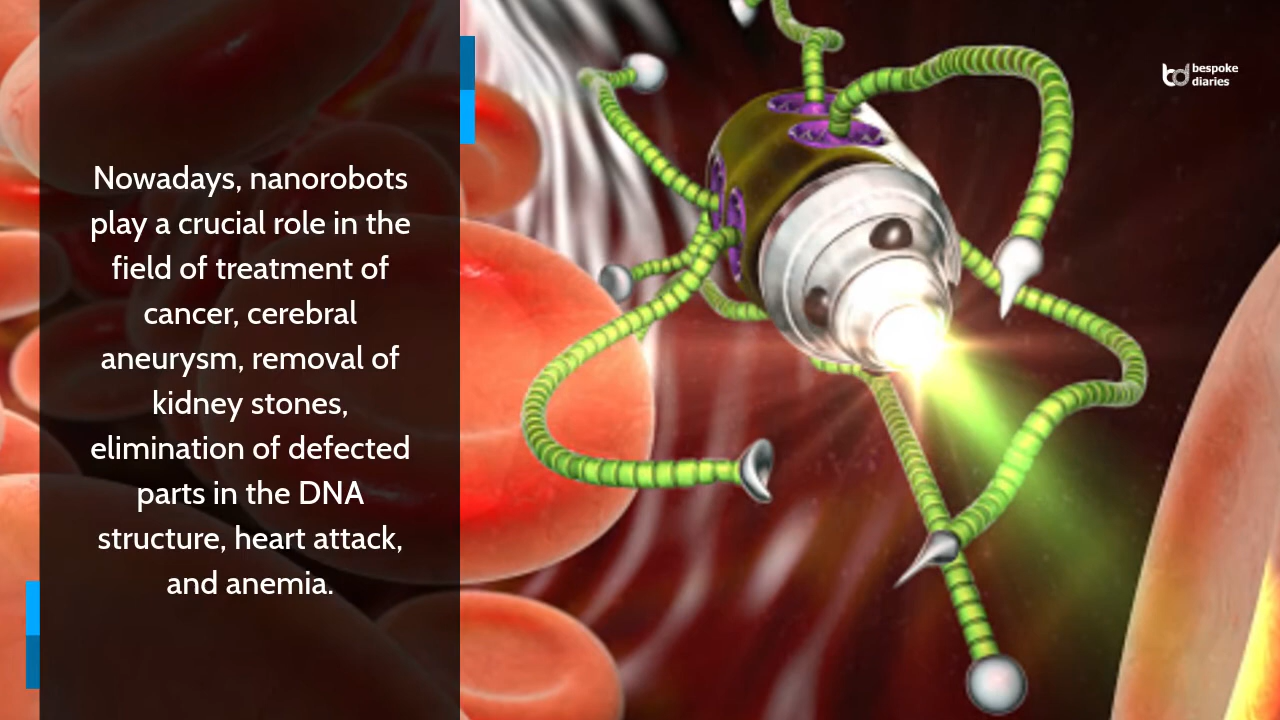 Nowadays, nanorobots
play a crucial role in the
field of treatment of
cancer, cerebral
aneurysm, removal of
kidney stones,
elimination of defected
parts in the DNA
structure, heart attack,
and anemia.
bd bespoke
diaries